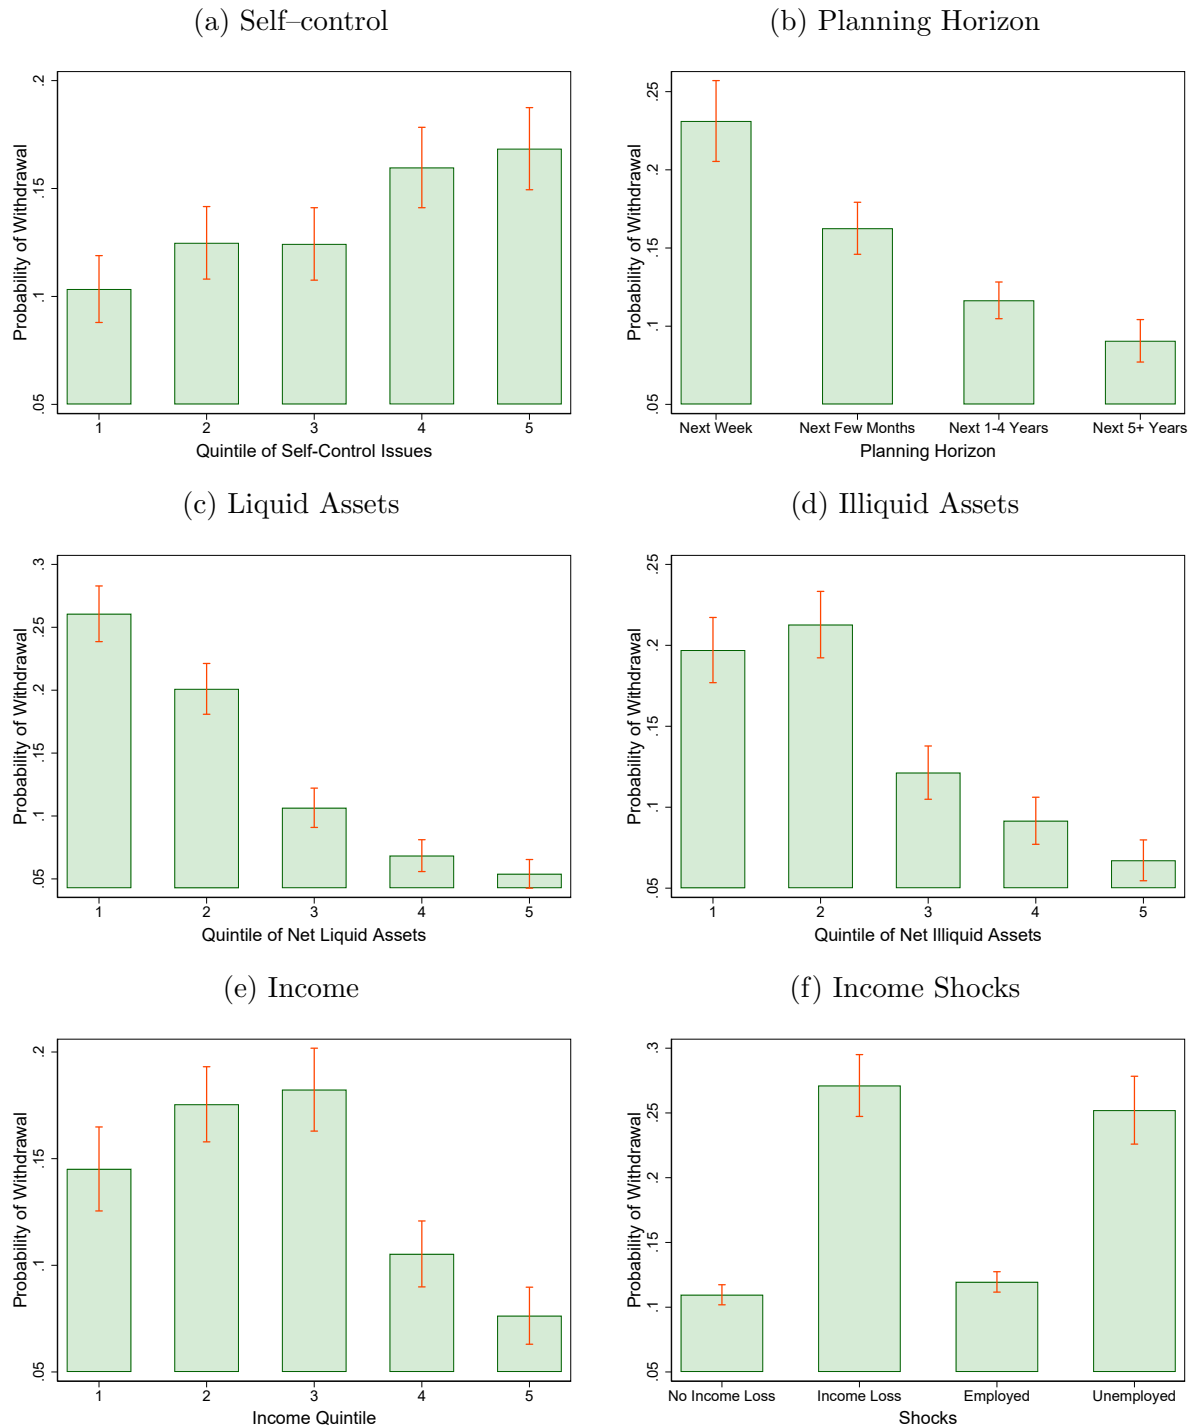 (a) Self–control
Probability of Withdrawal
.2
.15
.1
.05
1 2 3 4 5
Quintile of Self-Control Issues
(b) Planning Horizon
Probability of Withdrawal
.25
.2
.15
.1
.05
Next Week Next Few Months Next 1-4 Years Next 5+ Years
Planning Horizon
(c) Liquid Assets
Probability of Withdrawal
.3
.25
.2
.15
.1
.05
1 2 3 4 5
Quintile of Net Liquid Assets
(d) Illiquid Assets
Probability of Withdrawal
.25
.2
.15
.1
.05
1 2 3 4 5
Quintile of Net Illiquid Assets
(e) Income
Probability of Withdrawal
.2
.15
.1
.05
1 2 3 4 5
Income Quintile
(f) Income Shocks
Probability of Withdrawal
.3
.25
.2
.15
.1
.05
No Income Loss Income Loss Employed Unemployed
Shocks